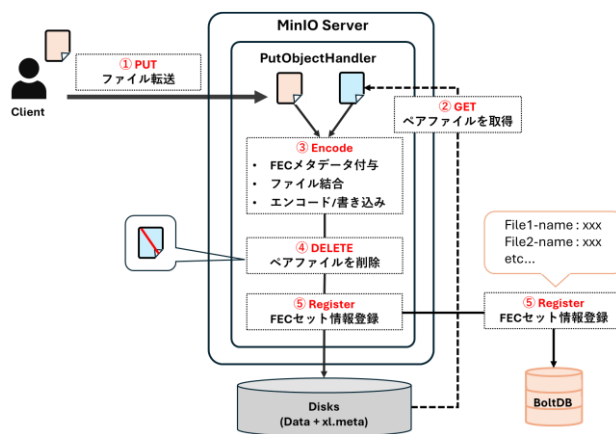 MinIO Server
PutObjectHandler
① PUT
ファイル転送
Client
② GET
ペアファイルを取得
③ Encode
• FECメタデータ付与
• ファイル結合
• エンコード/書き込み
④ DELETE
ペアファイルを削除
⑤ Register
FECセット情報登録
File1-name : xxx
File2-name : xxx
etc...
⑤ Register
FECセット情報登録
Disks
(Data + xl.meta)
BoltDB